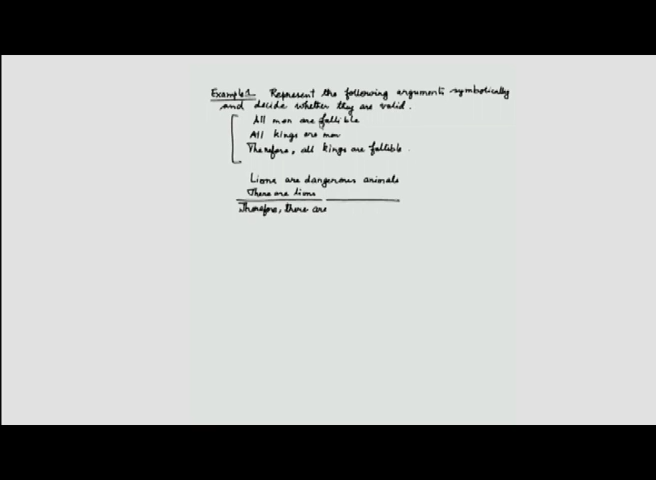 Example 1. Represent the following arguments symbolically
and decide whether they are valid.
All men are fallible
All kings are men
Therefore, all kings are fallible.
Lions are dangerous animals
There are lions
Therefore, there are